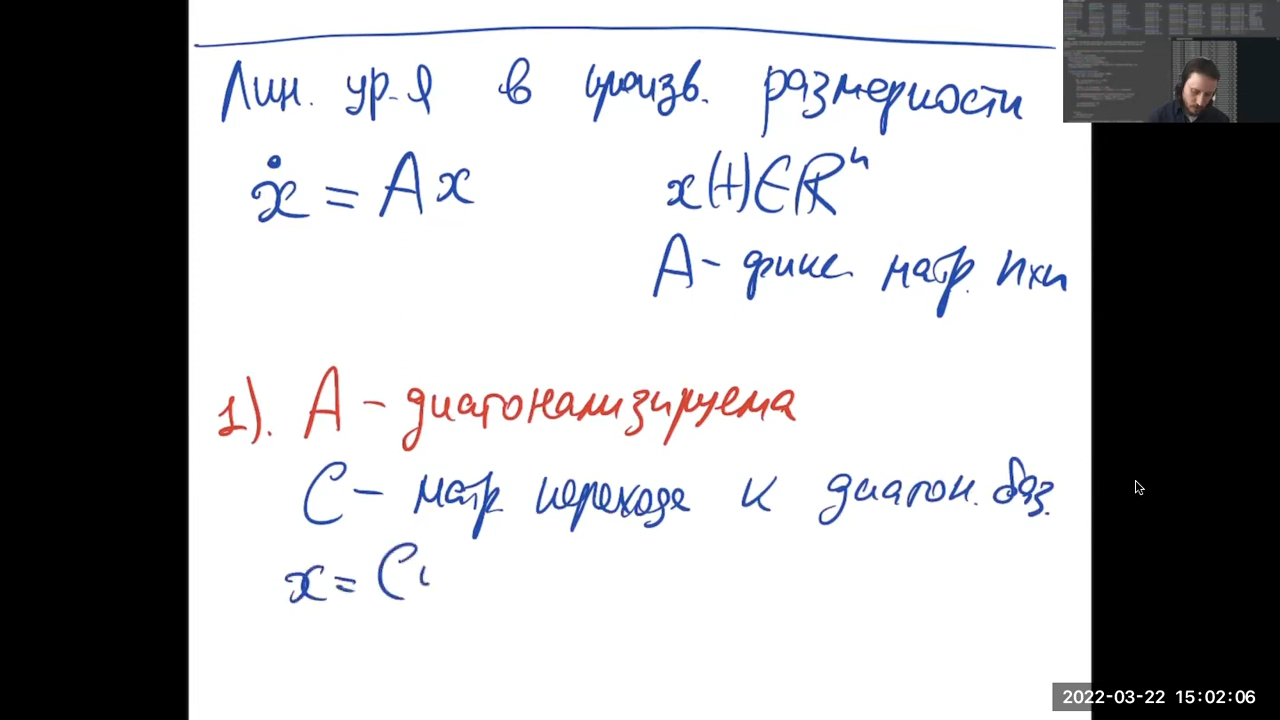 Лин. ур-я в произв. размерности
ẋ = Ax x(t)∈ℝⁿ
A - фикс. матр. n×n
1). A - диагонализируема
C - матр. перехода к диагон. баз.
x = C
2022-03-22 15:02:06